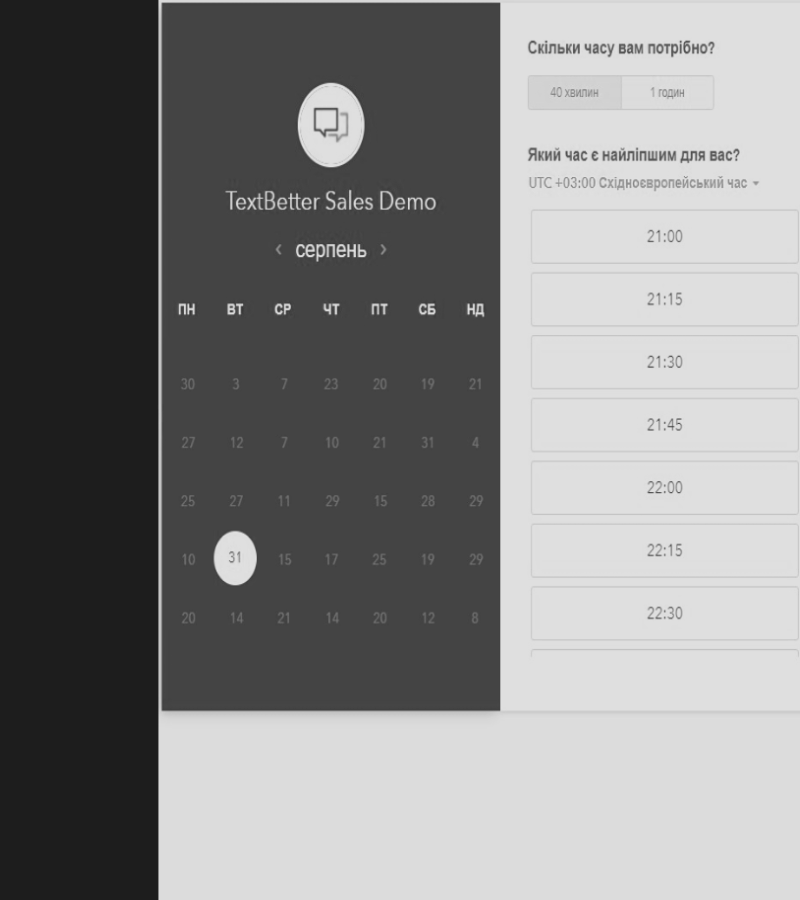 TextBetter Sales Demo
‹ серпень ›
ПН ВТ СР ЧТ ПТ СБ НД
30 3 7 23 20 19 21
27 12 7 10 21 31 4
25 27 11 29 15 28 29
10 31 15 17 25 19 29
20 14 21 14 20 12 8
Скільки часу вам потрібно?
40 хвилин 1 годин
Який час є найліпшим для вас?
UTC +03:00 Східноєвропейський час
21:00
21:15
21:30
21:45
22:00
22:15
22:30